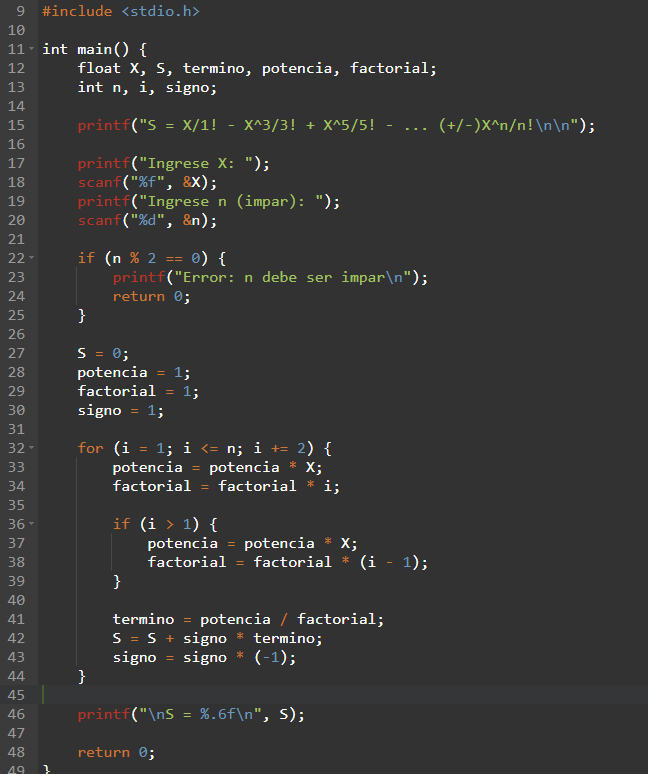 9 #include <stdio.h>
10
11 int main() {
12 float X, S, termino, potencia, factorial;
13 int n, i, signo;
14
15 printf("S = X/1! - X^3/3! + X^5/5! - ... (+/-)X^n/n!\n\n");
16
17 printf("Ingrese X: ");
18 scanf("%f", &X);
19 printf("Ingrese n (impar): ");
20 scanf("%d", &n);
21
22 if (n % 2 == 0) {
23 printf("Error: n debe ser impar\n");
24 return 0;
25 }
26
27 S = 0;
28 potencia = 1;
29 factorial = 1;
30 signo = 1;
31
32 for (i = 1; i <= n; i += 2) {
33 potencia = potencia * X;
34 factorial = factorial * i;
35
36 if (i > 1) {
37 potencia = potencia * X;
38 factorial = factorial * (i - 1);
39 }
40
41 termino = potencia / factorial;
42 S = S + signo * termino;
43 signo = signo * (-1);
44 }
45
46 printf("\nS = %.6f\n", S);
47
48 return 0;
49 }